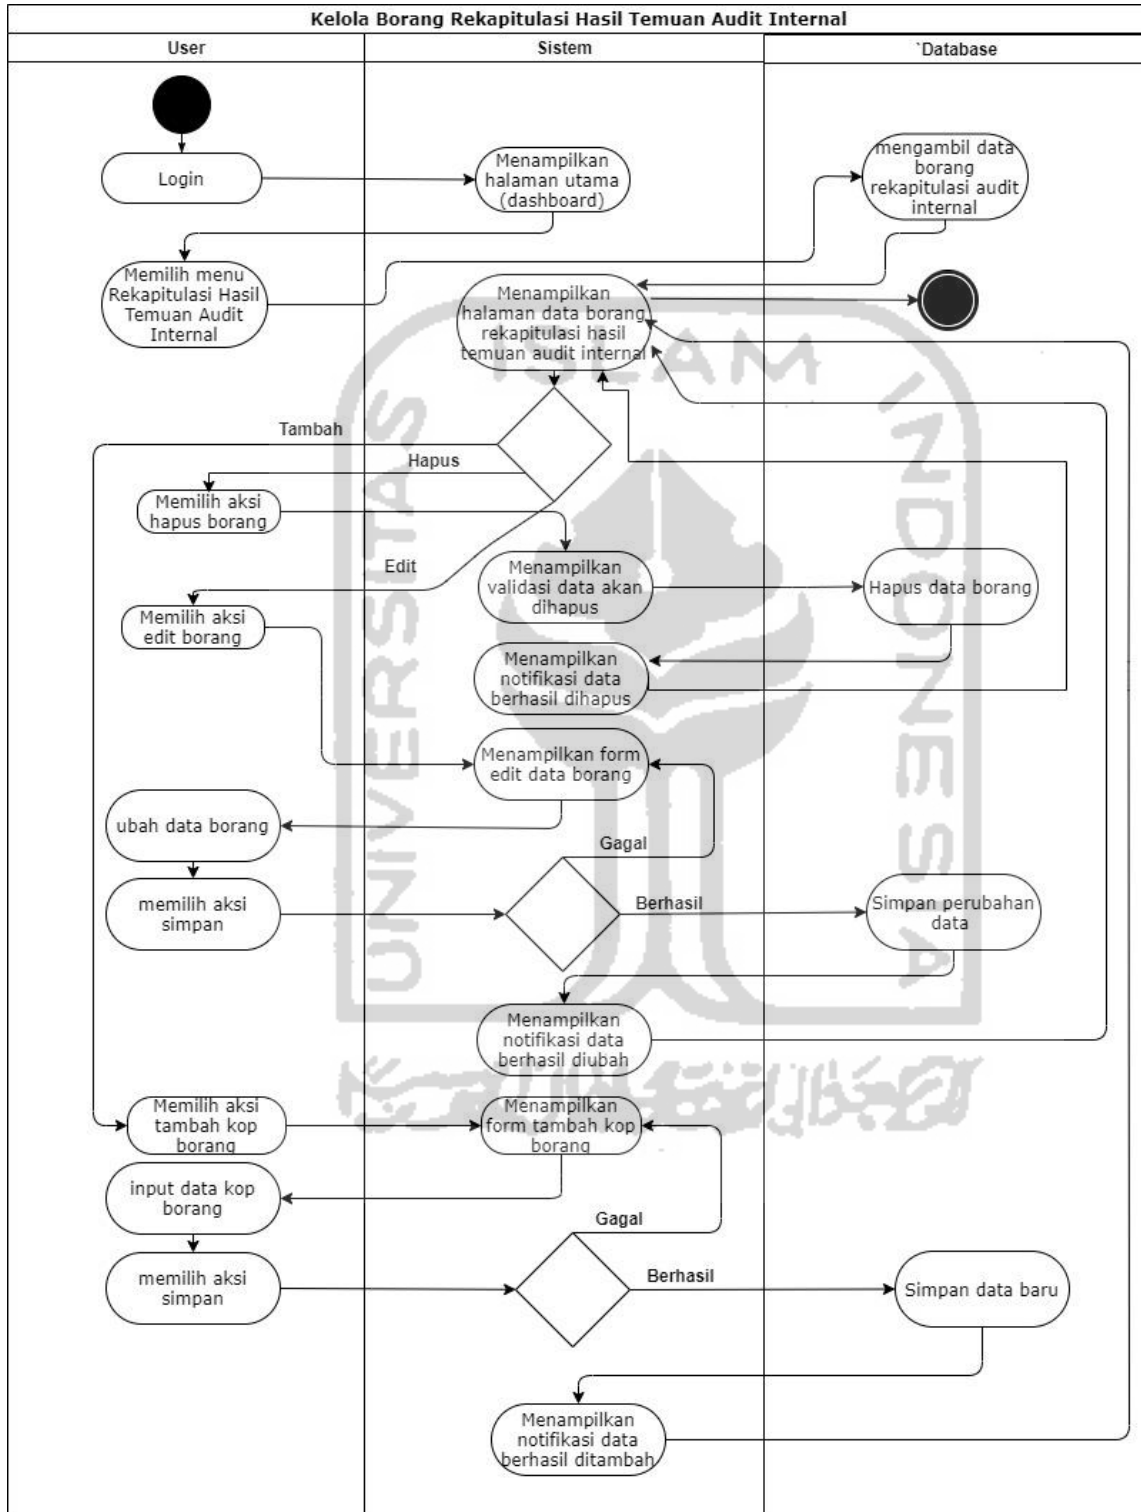 Kelola Borang Rekapitulasi Hasil Temuan Audit Internal
User
Sistem
`Database
Login
Menampilkan
halaman utama
(dashboard)
mengambil data
borang
rekapitulasi audit
internal
Memilih menu
Rekapitulasi Hasil
Temuan Audit
Internal
Menampilkan
halaman data borang
rekapitulasi hasil
temuan audit internal
Tambah
Hapus
Memilih aksi
hapus borang
Edit
Menampilkan
validasi data akan
dihapus
Hapus data borang
Memilih aksi
edit borang
Menampilkan
notifikasi data
berhasil dihapus
Menampilkan form
edit data borang
ubah data borang
Gagal
memilih aksi
simpan
Berhasil
Simpan perubahan
data
Menampilkan
notifikasi data
berhasil diubah
Memilih aksi
tambah kop
borang
Menampilkan
form tambah kop
borang
input data kop
borang
Gagal
memilih aksi
simpan
Berhasil
Simpan data baru
Menampilkan
notifikasi data
berhasil ditambah
UNIVERSITAS
ISLAM
INDONESIA